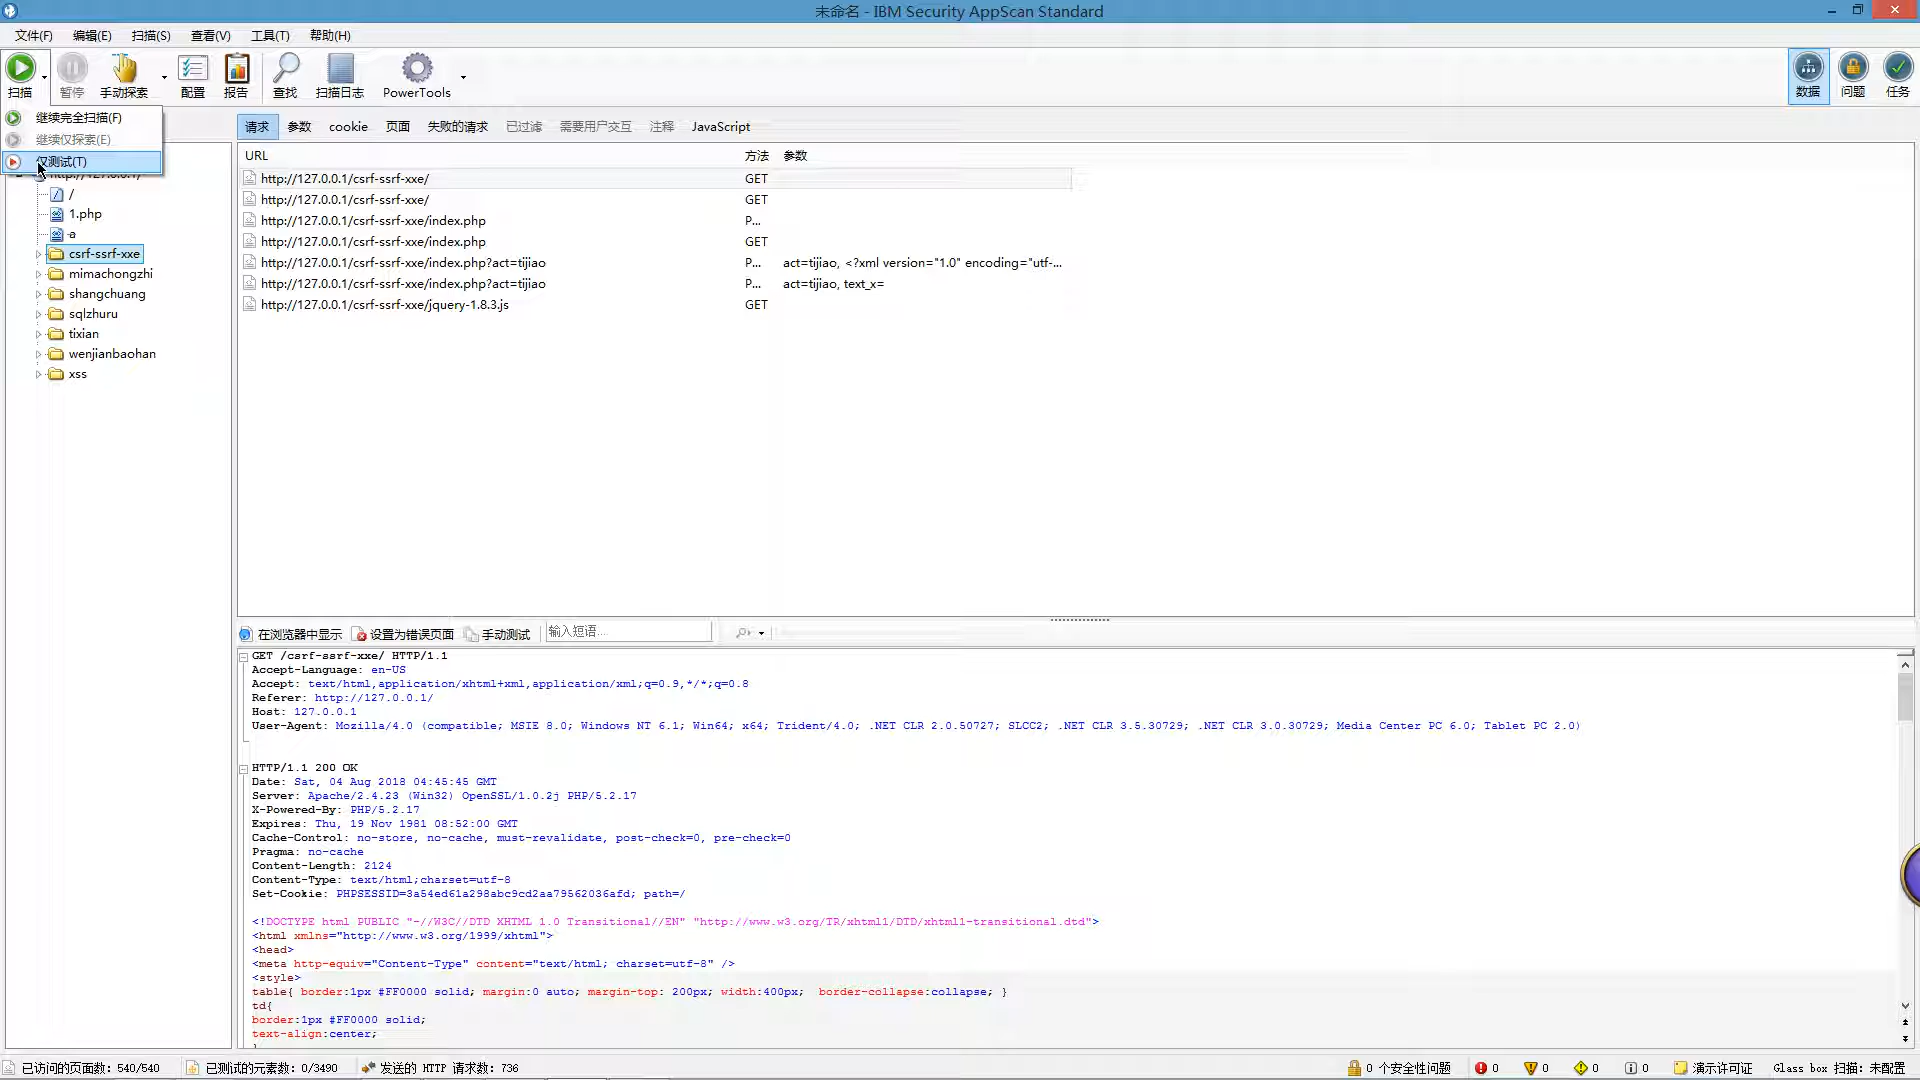 未命名 - IBM Security AppScan Standard
文件(F) 编辑(E) 扫描(S) 查看(V) 工具(T) 帮助(H)
扫描 暂停 手动探索 配置 报告 查找 扫描日志 PowerTools 数据 问题 任务
继续完全扫描(F)
继续仅探索(E)
仅测试(T)
http://127.0.0.1/
/
1.php
a
csrf-ssrf-xxe
mimachongzhi
shangchuang
sqlzhuru
tixian
wenjianbaohan
xss
请求 参数 cookie 页面 失败的请求 已过滤 需要用户交互 注释 JavaScript
URL 方法 参数
http://127.0.0.1/csrf-ssrf-xxe/ GET
http://127.0.0.1/csrf-ssrf-xxe/ GET
http://127.0.0.1/csrf-ssrf-xxe/index.php P...
http://127.0.0.1/csrf-ssrf-xxe/index.php GET
http://127.0.0.1/csrf-ssrf-xxe/index.php?act=tijiao P... act=tijiao, <?xml version="1.0" encoding="utf-...
http://127.0.0.1/csrf-ssrf-xxe/index.php?act=tijiao P... act=tijiao, text_x=
http://127.0.0.1/csrf-ssrf-xxe/jquery-1.8.3.js GET
在浏览器中显示 设置为错误页面 手动测试 输入短语...
GET /csrf-ssrf-xxe/ HTTP/1.1
Accept-Language: en-US
Accept: text/html,application/xhtml+xml,application/xml;q=0.9,*/*;q=0.8
Referer: http://127.0.0.1/
Host: 127.0.0.1
User-Agent: Mozilla/4.0 (compatible; MSIE 8.0; Windows NT 6.1; Win64; x64; Trident/4.0; .NET CLR 2.0.50727; SLCC2; .NET CLR 3.5.30729; .NET CLR 3.0.30729; Media Center PC 6.0; Tablet PC 2.0)
HTTP/1.1 200 OK
Date: Sat, 04 Aug 2018 04:45:45 GMT
Server: Apache/2.4.23 (Win32) OpenSSL/1.0.2j PHP/5.2.17
X-Powered-By: PHP/5.2.17
Expires: Thu, 19 Nov 1981 08:52:00 GMT
Cache-Control: no-store, no-cache, must-revalidate, post-check=0, pre-check=0
Pragma: no-cache
Content-Length: 2124
Content-Type: text/html;charset=utf-8
Set-Cookie: PHPSESSID=3a54ed61a298abc9cd2aa79562036afd; path=/
<!DOCTYPE html PUBLIC "-//W3C//DTD XHTML 1.0 Transitional//EN" "http://www.w3.org/TR/xhtml1/DTD/xhtml1-transitional.dtd">
<html xmlns="http://www.w3.org/1999/xhtml">
<head>
<meta http-equiv="Content-Type" content="text/html; charset=utf-8" />
<style>
table{ border:1px #FF0000 solid; margin:0 auto; margin-top: 200px; width:400px; border-collapse:collapse; }
td{
border:1px #FF0000 solid;
text-align:center;
已访问的页面数: 540/540 已测试的元素数: 0/3490 发送的 HTTP 请求数: 736 0 个安全性问题 0 0 0 0 演示许可证 Glass box 扫描: 未配置